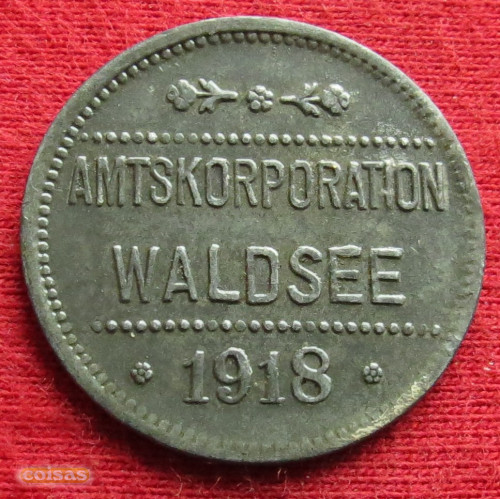 AMTSKORPORATION
WALDSEE
1918
coisas